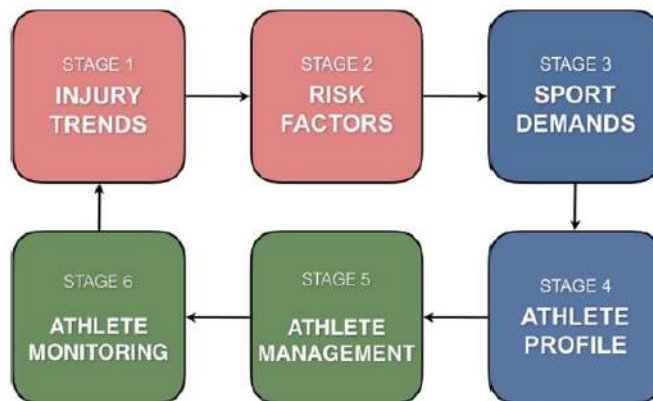 STAGE 1
INJURY
TRENDS
STAGE 2
RISK
FACTORS
STAGE 3
SPORT
DEMANDS
STAGE 4
ATHLETE
PROFILE
STAGE 5
ATHLETE
MANAGEMENT
STAGE 6
ATHLETE
MONITORING